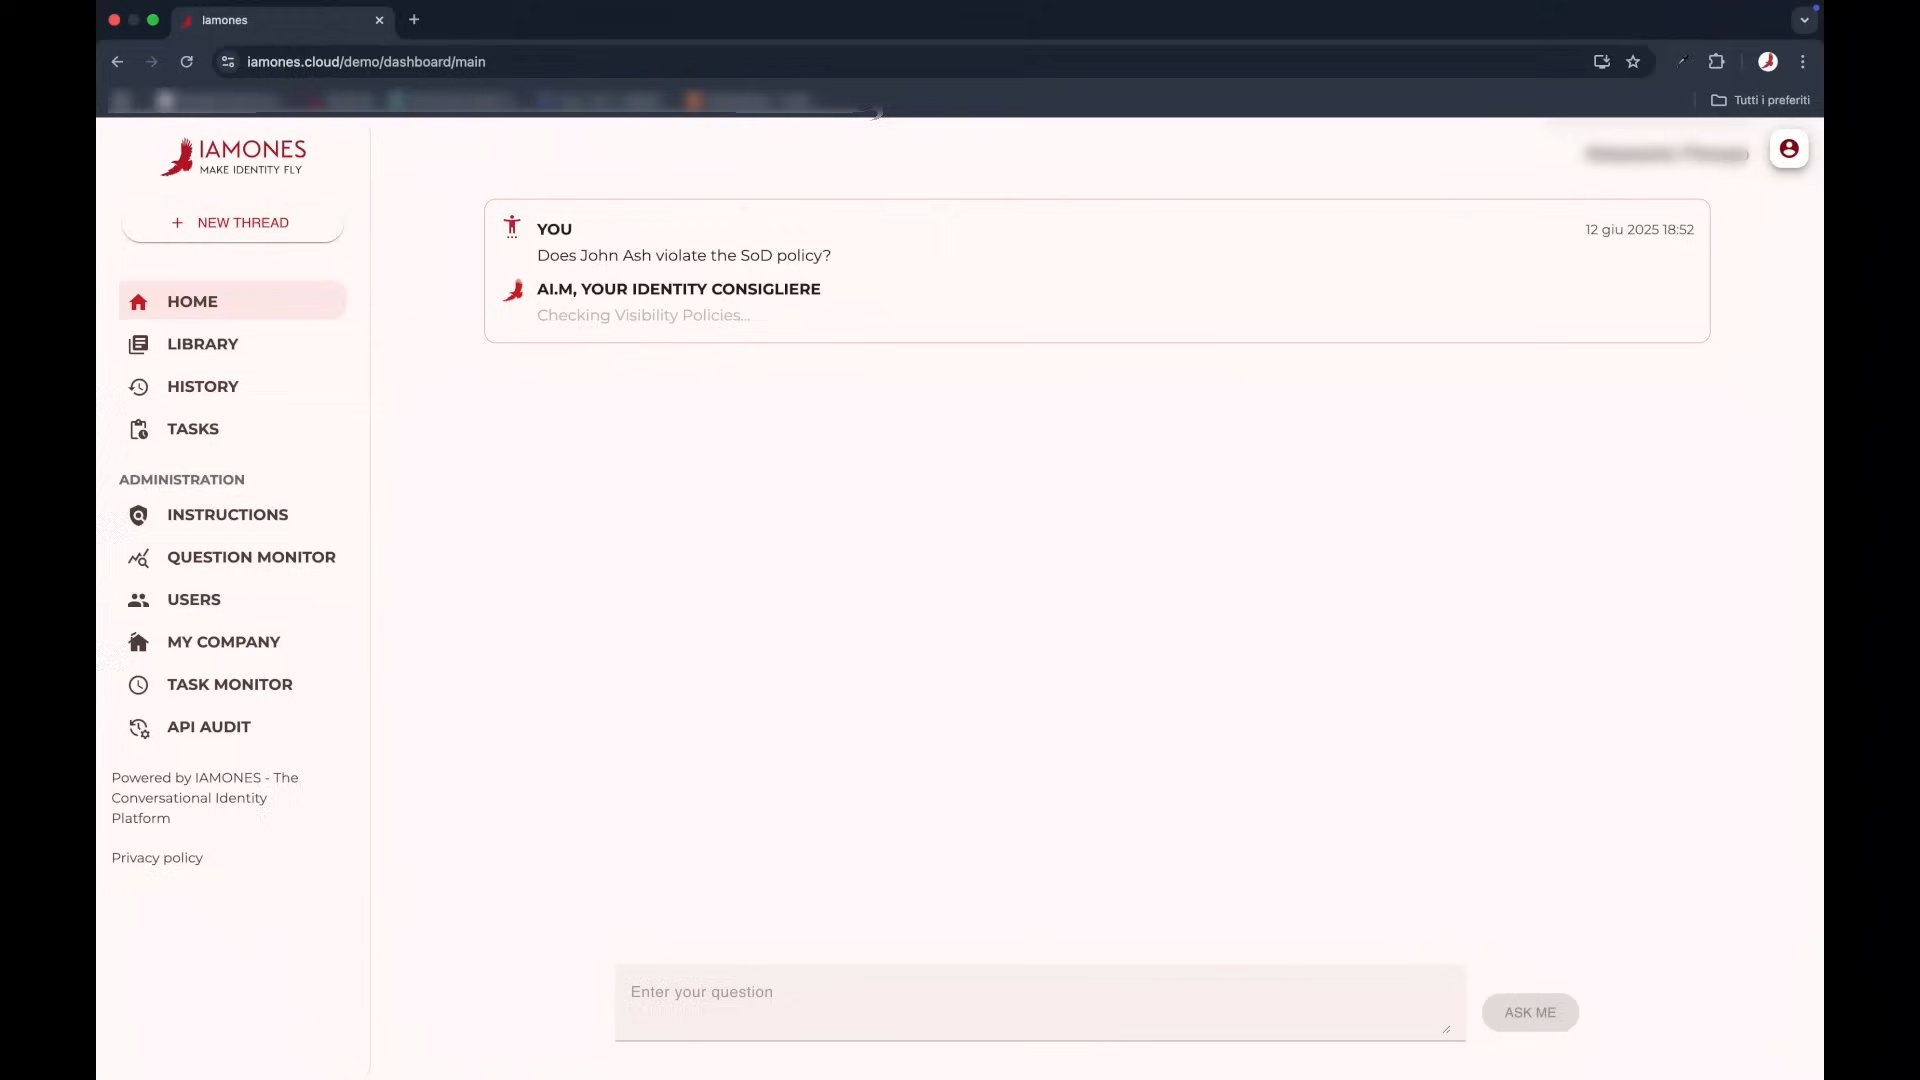 Iamones
iamones.cloud/demo/dashboard/main
Tutti i preferiti
IAMONES
MAKE IDENTITY FLY
+ NEW THREAD
HOME
LIBRARY
HISTORY
TASKS
ADMINISTRATION
INSTRUCTIONS
QUESTION MONITOR
USERS
MY COMPANY
TASK MONITOR
API AUDIT
Powered by IAMONES - The
Conversational Identity
Platform
Privacy policy
YOU
12 giu 2025 18:52
Does John Ash violate the SoD policy?
AI.M, YOUR IDENTITY CONSIGLIERE
Checking Visibility Policies...
Enter your question
ASK ME